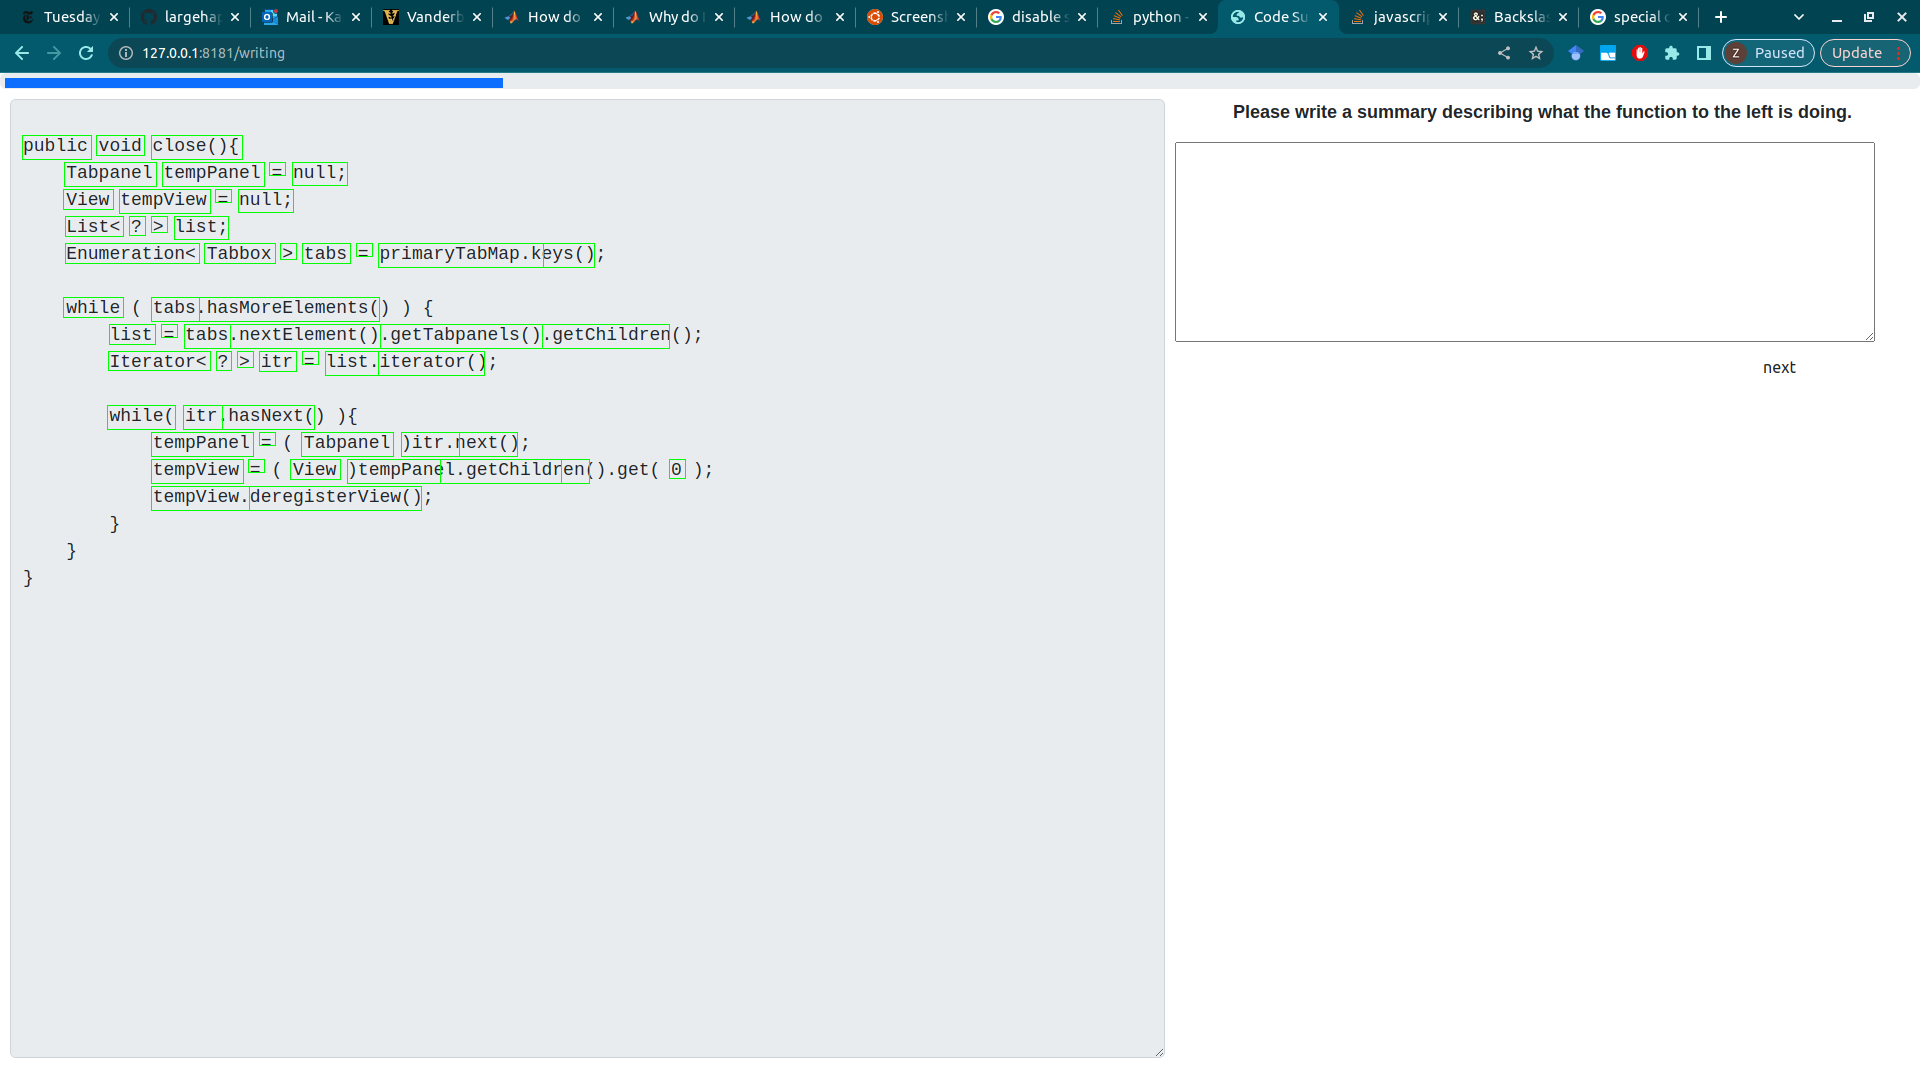 Tuesday
largehap
Mail - Ka
Vanderb
How do
Why do
How do
Screensh
disable s
python -
Code Su
javascrip
Backslas
special c
127.0.0.1:8181/writing
Z Paused
Update
public void close(){
Tabpanel tempPanel = null;
View tempView = null;
List< ? > list;
Enumeration< Tabbox > tabs = primaryTabMap.keys();
while ( tabs.hasMoreElements() ) {
list = tabs.nextElement().getTabpanels().getChildren();
Iterator< ? > itr = list.iterator();
while( itr.hasNext() ){
tempPanel = ( Tabpanel )itr.next();
tempView = ( View )tempPanel.getChildren().get( 0 );
tempView.deregisterView();
}
}
}
Please write a summary describing what the function to the left is doing.
next